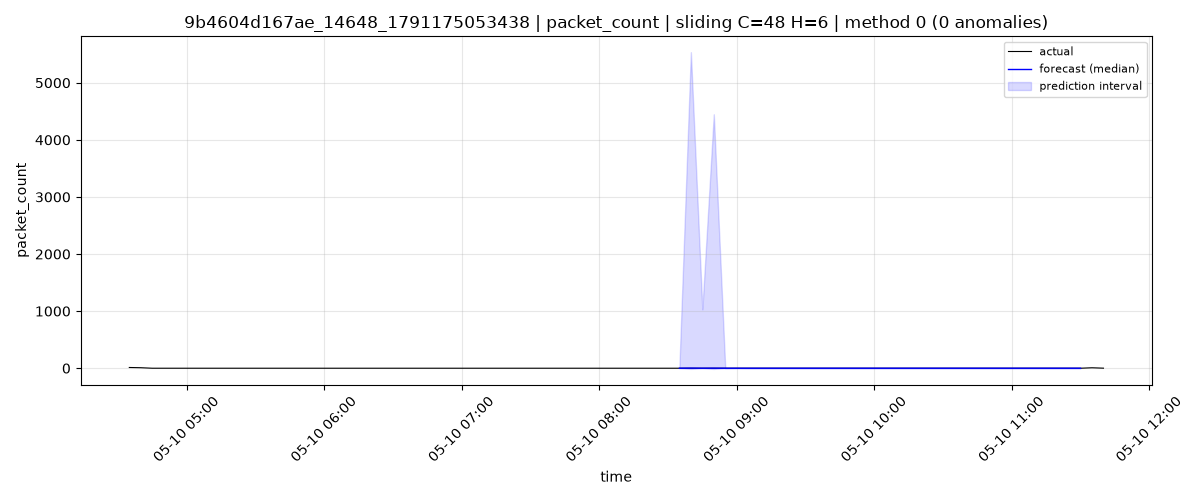 9b4604d167ae_14648_1791175053438 | packet_count | sliding C=48 H=6 | method 0 (0 anomalies)
actual
forecast (median)
prediction interval
packet_count
5000
4000
3000
2000
1000
0
05-10 05:00
05-10 06:00
05-10 07:00
05-10 08:00
05-10 09:00
05-10 10:00
05-10 11:00
05-10 12:00
time